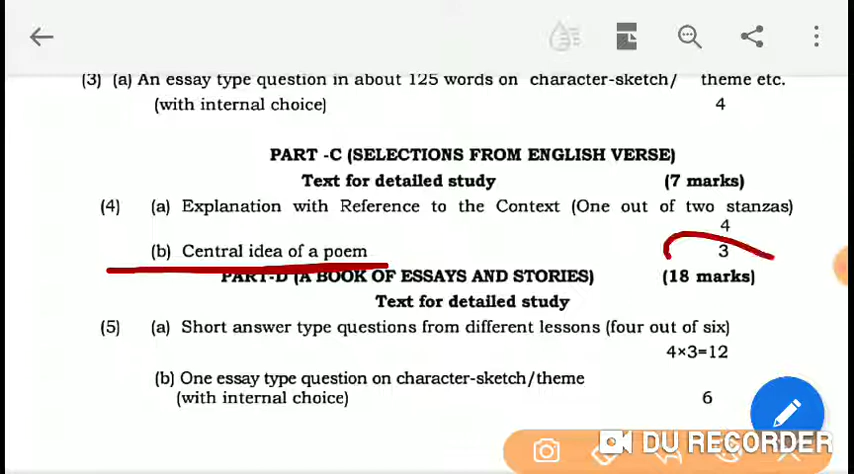 (3) (a) An essay type question in about 125 words on character-sketch/ theme etc.
(with internal choice) 4
PART -C (SELECTIONS FROM ENGLISH VERSE)
Text for detailed study (7 marks)
(4) (a) Explanation with Reference to the Context (One out of two stanzas)
4
(b) Central idea of a poem 3
PART-D (A BOOK OF ESSAYS AND STORIES) (18 marks)
Text for detailed study
(5) (a) Short answer type questions from different lessons (four out of six)
4×3=12
(b) One essay type question on character-sketch/theme
(with internal choice) 6
DU RECORDER